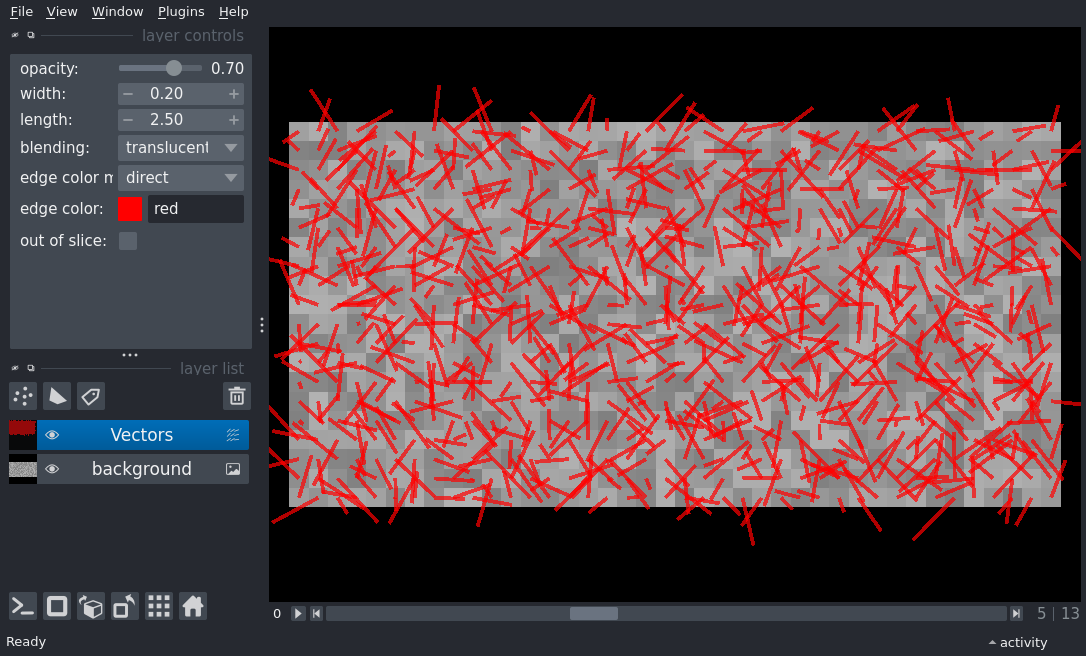 File View Window Plugins Help
layer controls
opacity: 0.70
width: 0.20
length: 2.50
blending: translucent
edge color m direct
edge color: red
out of slice:
layer list
Vectors
background
0 5 | 13
Ready activity